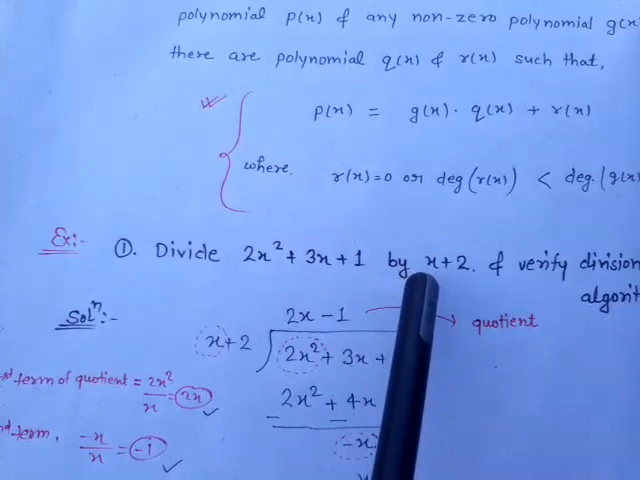 polynomial p(x) & any non-zero polynomial g(x)
there are polynomial q(x) & r(x) such that,
p(x) = g(x). q(x) + r(x)
where. r(x)=0 or deg(r(x)) < deg.(g(x)
Ex:- ①. Divide 2x² + 3x + 1 by x+2. & verify division
algorit
Solⁿ:-
2x - 1 → quotient
x+2 2x² + 3x +
st term of quotient = 2x²/x = 2x
2x² + 4x
- -
nd term, -x/x = -1
-x